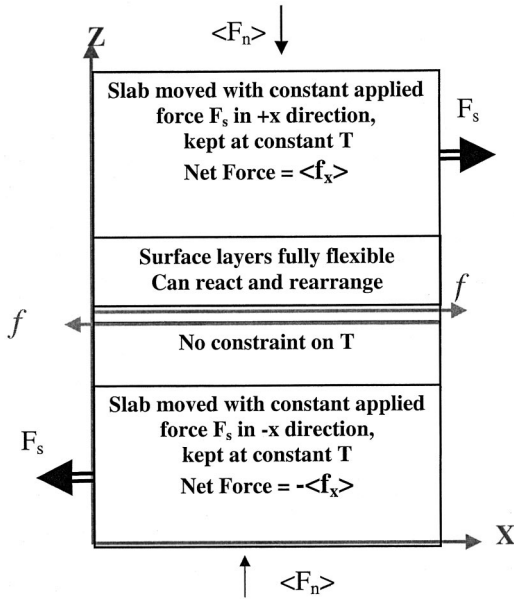 <Fn>
Z
Slab moved with constant applied
force Fs in +x direction,
kept at constant T
Net Force = <fx>
Fs
Surface layers fully flexible
Can react and rearrange
f
f
No constraint on T
Slab moved with constant applied
force Fs in -x direction,
kept at constant T
Net Force = -<fx>
Fs
X
<Fn>